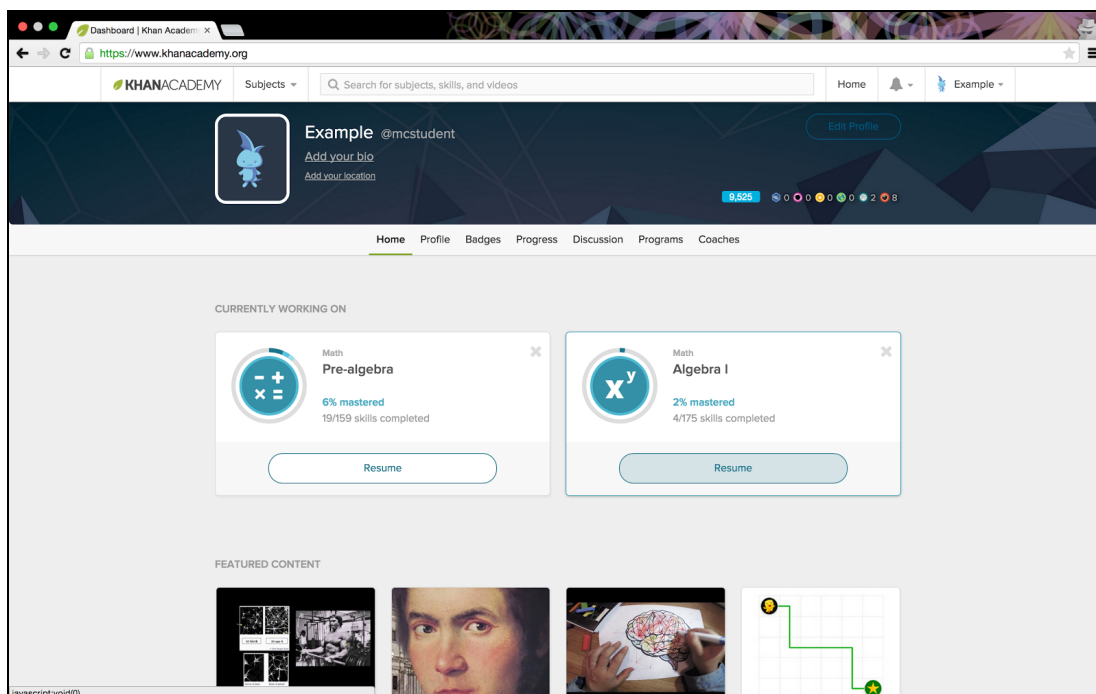 Dashboard | Khan Academ
https://www.khanacademy.org
KHANACADEMY Subjects Search for subjects, skills, and videos Home Example
Example @mcstudent Edit Profile
Add your bio
Add your location
9,525 0 0 0 0 2 8
Home Profile Badges Progress Discussion Programs Coaches
CURRENTLY WORKING ON
Math
Pre-algebra
6% mastered
19/159 skills completed
Resume
Math
Algebra I
2% mastered
4/175 skills completed
Resume
FEATURED CONTENT
javascript:void(0)